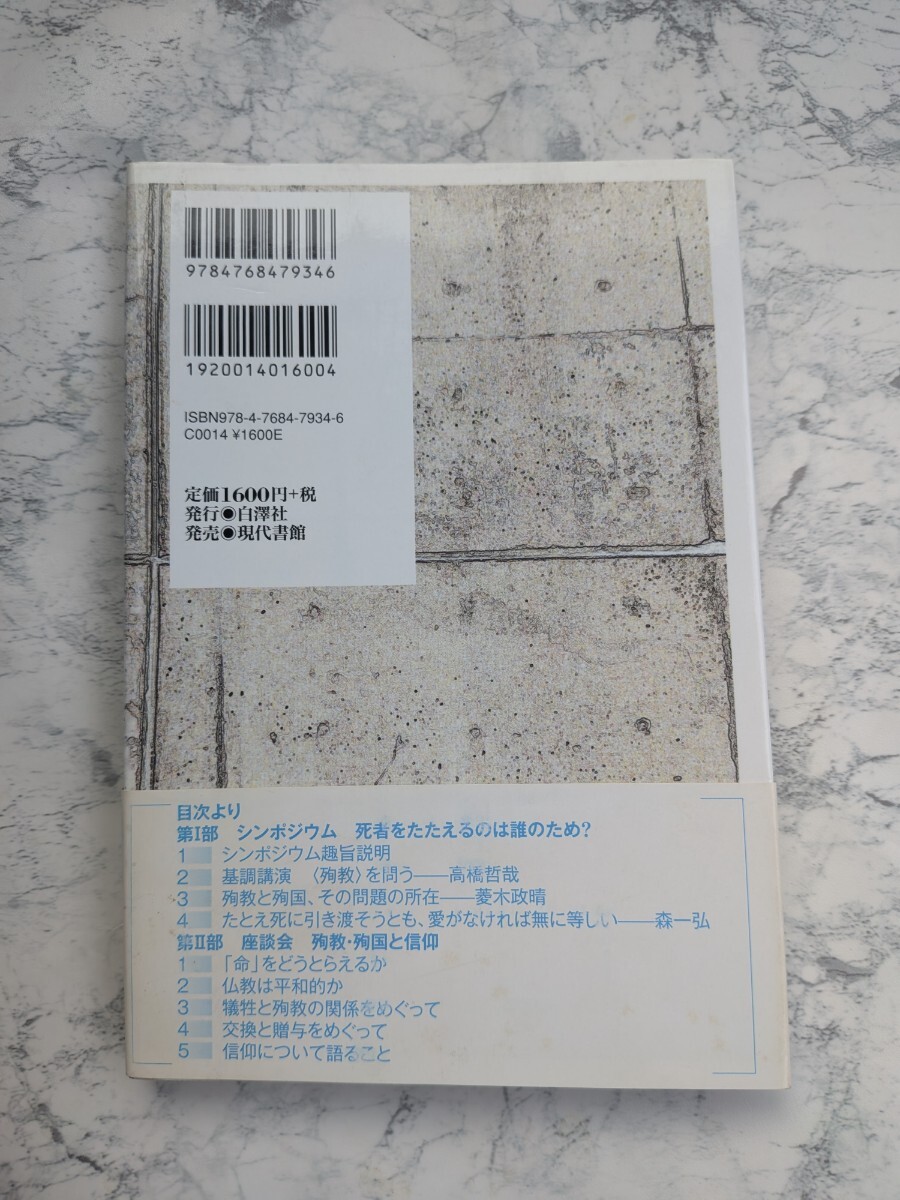 9784768479346
1920014016004
ISBN978-4-7684-7934-6
C0014 ¥1600E
定価1600円+税
発行◉白澤社
発売◉現代書館
目次より
第Ⅰ部 シンポジウム 死者をたたえるのは誰のため?
1 シンポジウム趣旨説明
2 基調講演 〈殉教〉を問う——高橋哲哉
3 殉教と殉国、その問題の所在——菱木政晴
4 たとえ死に引き渡そうとも、愛がなければ無に等しい——森一弘
第Ⅱ部 座談会 殉教・殉国と信仰
1 「命」をどうとらえるか
2 仏教は平和的か
3 犠牲と殉教の関係をめぐって
4 交換と贈与をめぐって
5 信仰について語ること